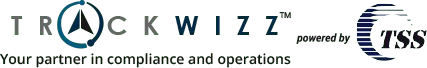 TRACKWIZZ™
powered by TSS
Your partner in compliance and operations